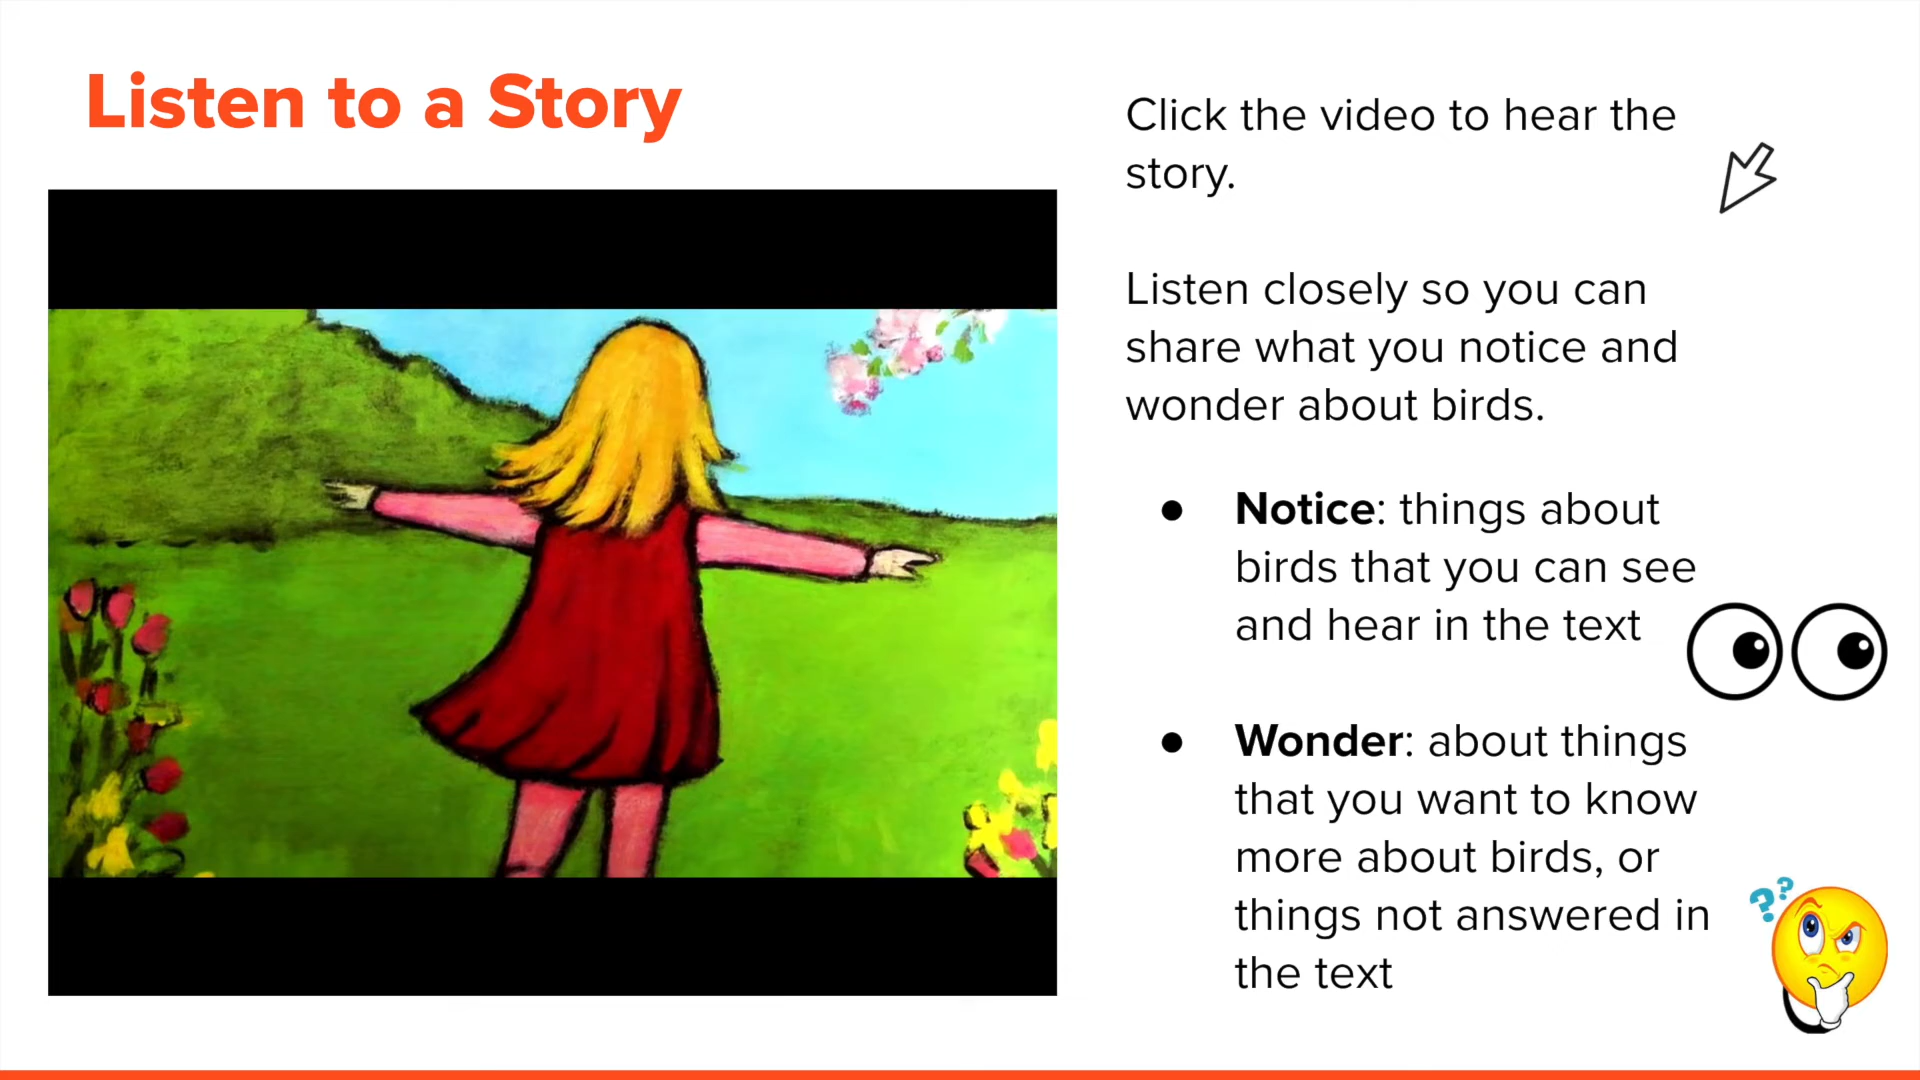 Listen to a Story
Click the video to hear the
story.
Listen closely so you can
share what you notice and
wonder about birds.
● Notice: things about
birds that you can see
and hear in the text
● Wonder: about things
that you want to know
more about birds, or
things not answered in
the text
??